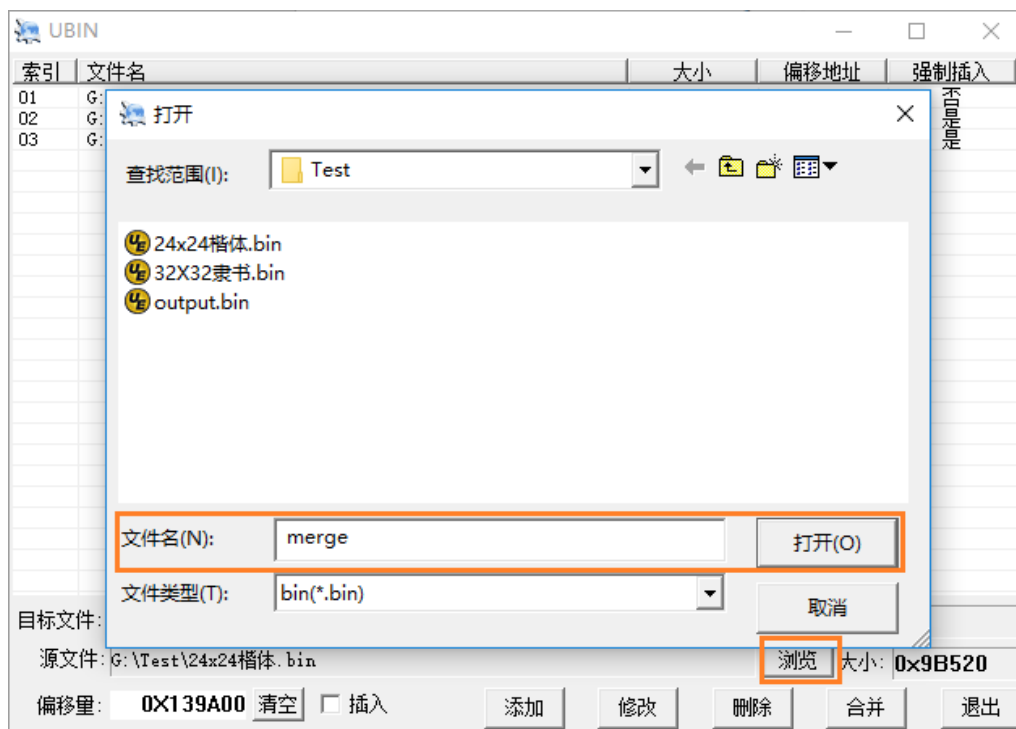 UBIN
索引 文件名 大小 偏移地址 强制插入
01 G: 否
02 G: 是
03 G: 是
打开
查找范围(I): Test
24x24楷体.bin
32X32隶书.bin
output.bin
文件名(N): merge 打开(O)
文件类型(T): bin(*.bin) 取消
目标文件:
源文件: G:\Test\24x24楷体.bin 浏览 大小: 0x9B520
偏移量: 0X139A00 清空 插入 添加 修改 删除 合并 退出